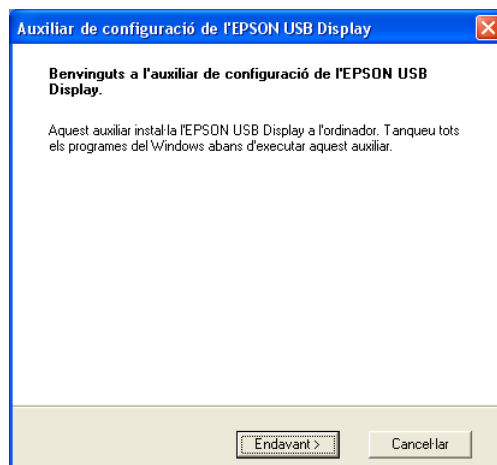 Auxiliar de configuració de l'EPSON USB Display
Benvinguts a l'auxiliar de configuració de l'EPSON USB
Display.
Aquest auxiliar instal·la l'EPSON USB Display a l'ordinador. Tanqueu tots
els programes del Windows abans d'executar aquest auxiliar.
Endavant >
Cancel·lar